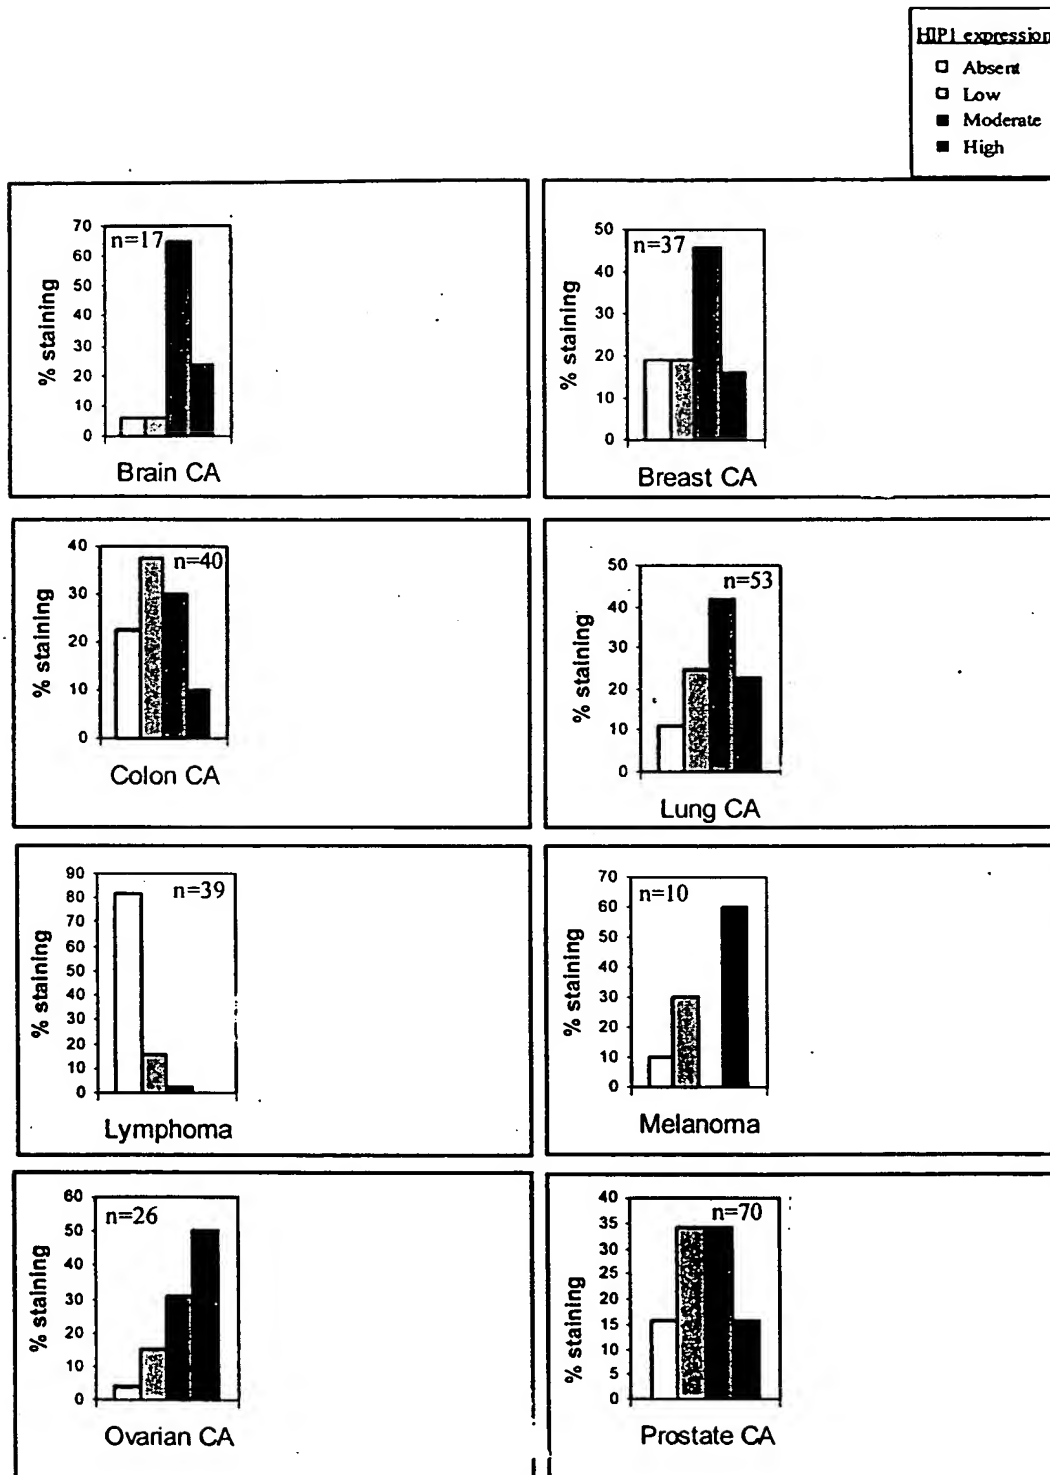 HIP1 expression
Absent
Low
Moderate
High
70
60
50
40
30
20
10
0
% staining
n=17
Brain CA
50
40
30
20
10
0
% staining
n=37
Breast CA
40
30
20
10
0
% staining
n=40
Colon CA
50
40
30
20
10
0
% staining
n=53
Lung CA
90
80
70
60
50
40
30
20
10
0
% staining
n=39
Lymphoma
70
60
50
40
30
20
10
0
% staining
n=10
Melanoma
60
50
40
30
20
10
0
% staining
n=26
Ovarian CA
40
35
30
25
20
15
10
5
0
% staining
n=70
Prostate CA